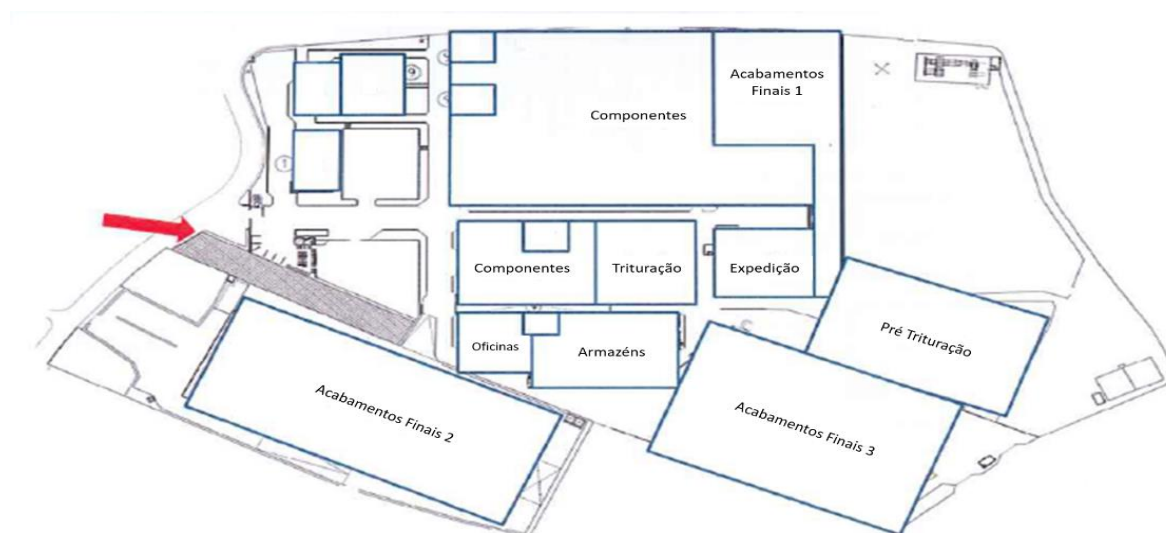 Acabamentos
Finais 1
Componentes
Componentes
Trituração
Expedição
Pré Trituração
Oficinas
Armazéns
Acabamentos Finais 2
Acabamentos Finais 3